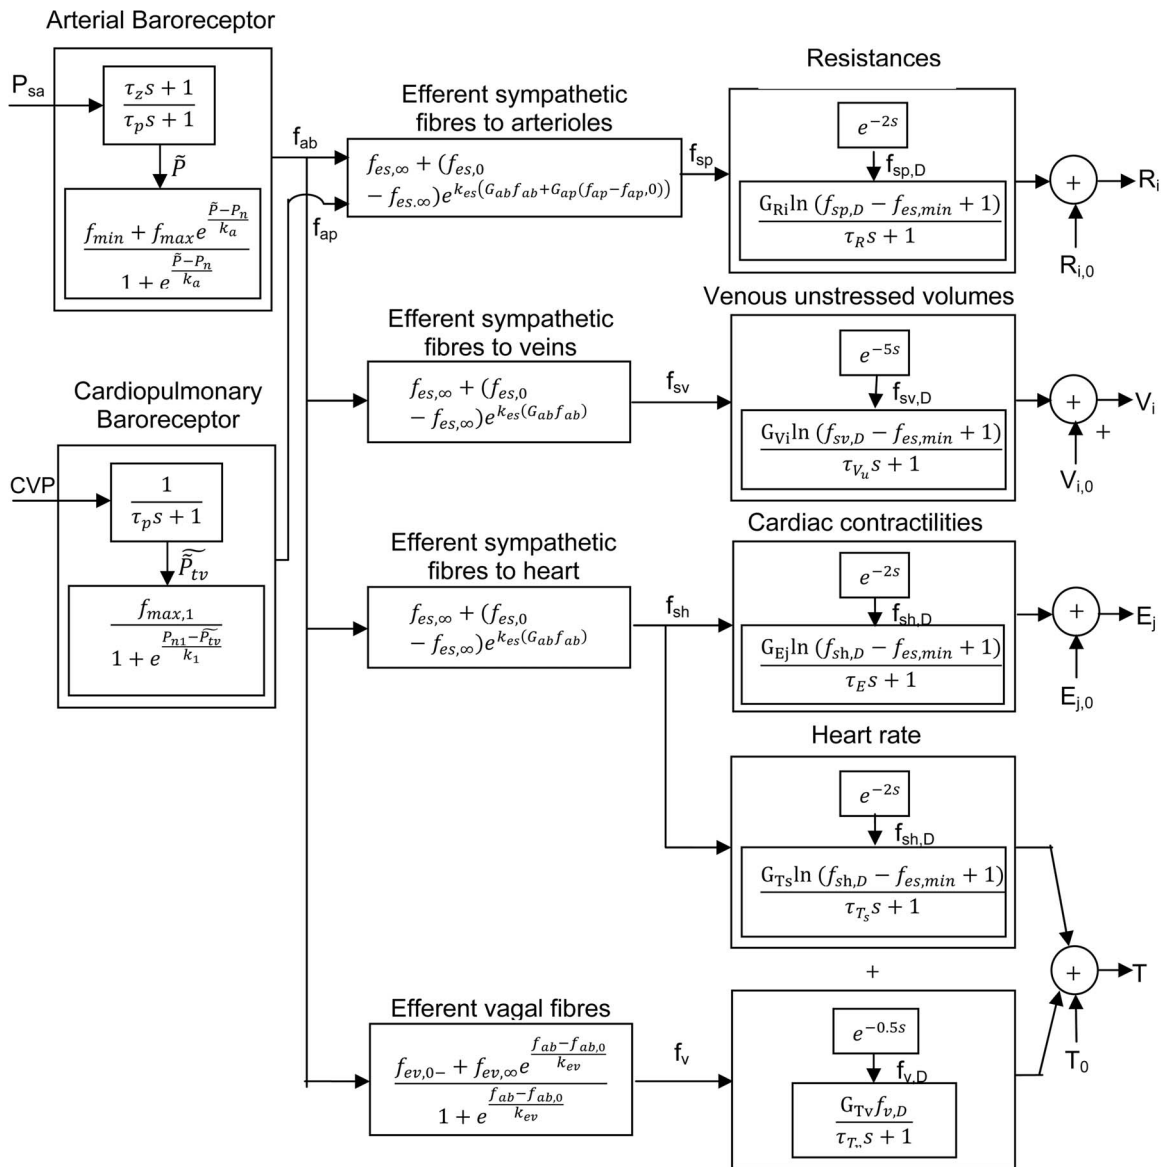 Arterial Baroreceptor
P_sa
τ_z s + 1
τ_p s + 1
P̃
f_min + f_max e^((P̃−P_n)/k_a)
1 + e^((P̃−P_n)/k_a)
f_ab
f_ap
Cardiopulmonary
Baroreceptor
CVP
1
τ_p s + 1
P̃_tv
f_max,1
1 + e^((P_n1−P̃_tv)/k_1)
Efferent sympathetic
fibres to arterioles
f_es,∞ + (f_es,0
− f_es.∞)e^(k_es(G_ab f_ab+G_ap(f_ap−f_ap,0)))
f_sp
Resistances
e^(−2s)
f_sp,D
G_Ri ln (f_sp,D − f_es,min + 1)
τ_R s + 1
+
R_i
R_i,0
Efferent sympathetic
fibres to veins
f_es,∞ + (f_es,0
− f_es,∞)e^(k_es(G_ab f_ab))
f_sv
Venous unstressed volumes
e^(−5s)
f_sv,D
G_Vi ln (f_sv,D − f_es,min + 1)
τ_Vu s + 1
+
V_i
+
V_i,0
Efferent sympathetic
fibres to heart
f_es,∞ + (f_es,0
− f_es,∞)e^(k_es(G_ab f_ab))
f_sh
Cardiac contractilities
e^(−2s)
f_sh,D
G_Ej ln (f_sh,D − f_es,min + 1)
τ_E s + 1
+
E_j
E_j,0
Heart rate
e^(−2s)
f_sh,D
G_Ts ln (f_sh,D − f_es,min + 1)
τ_Ts s + 1
+
+
T
T_0
Efferent vagal fibres
f_ev,0− + f_ev,∞ e^((f_ab−f_ab,0)/k_ev)
1 + e^((f_ab−f_ab,0)/k_ev)
f_v
e^(−0.5s)
f_v,D
G_Tv f_v,D
τ_Tv s + 1